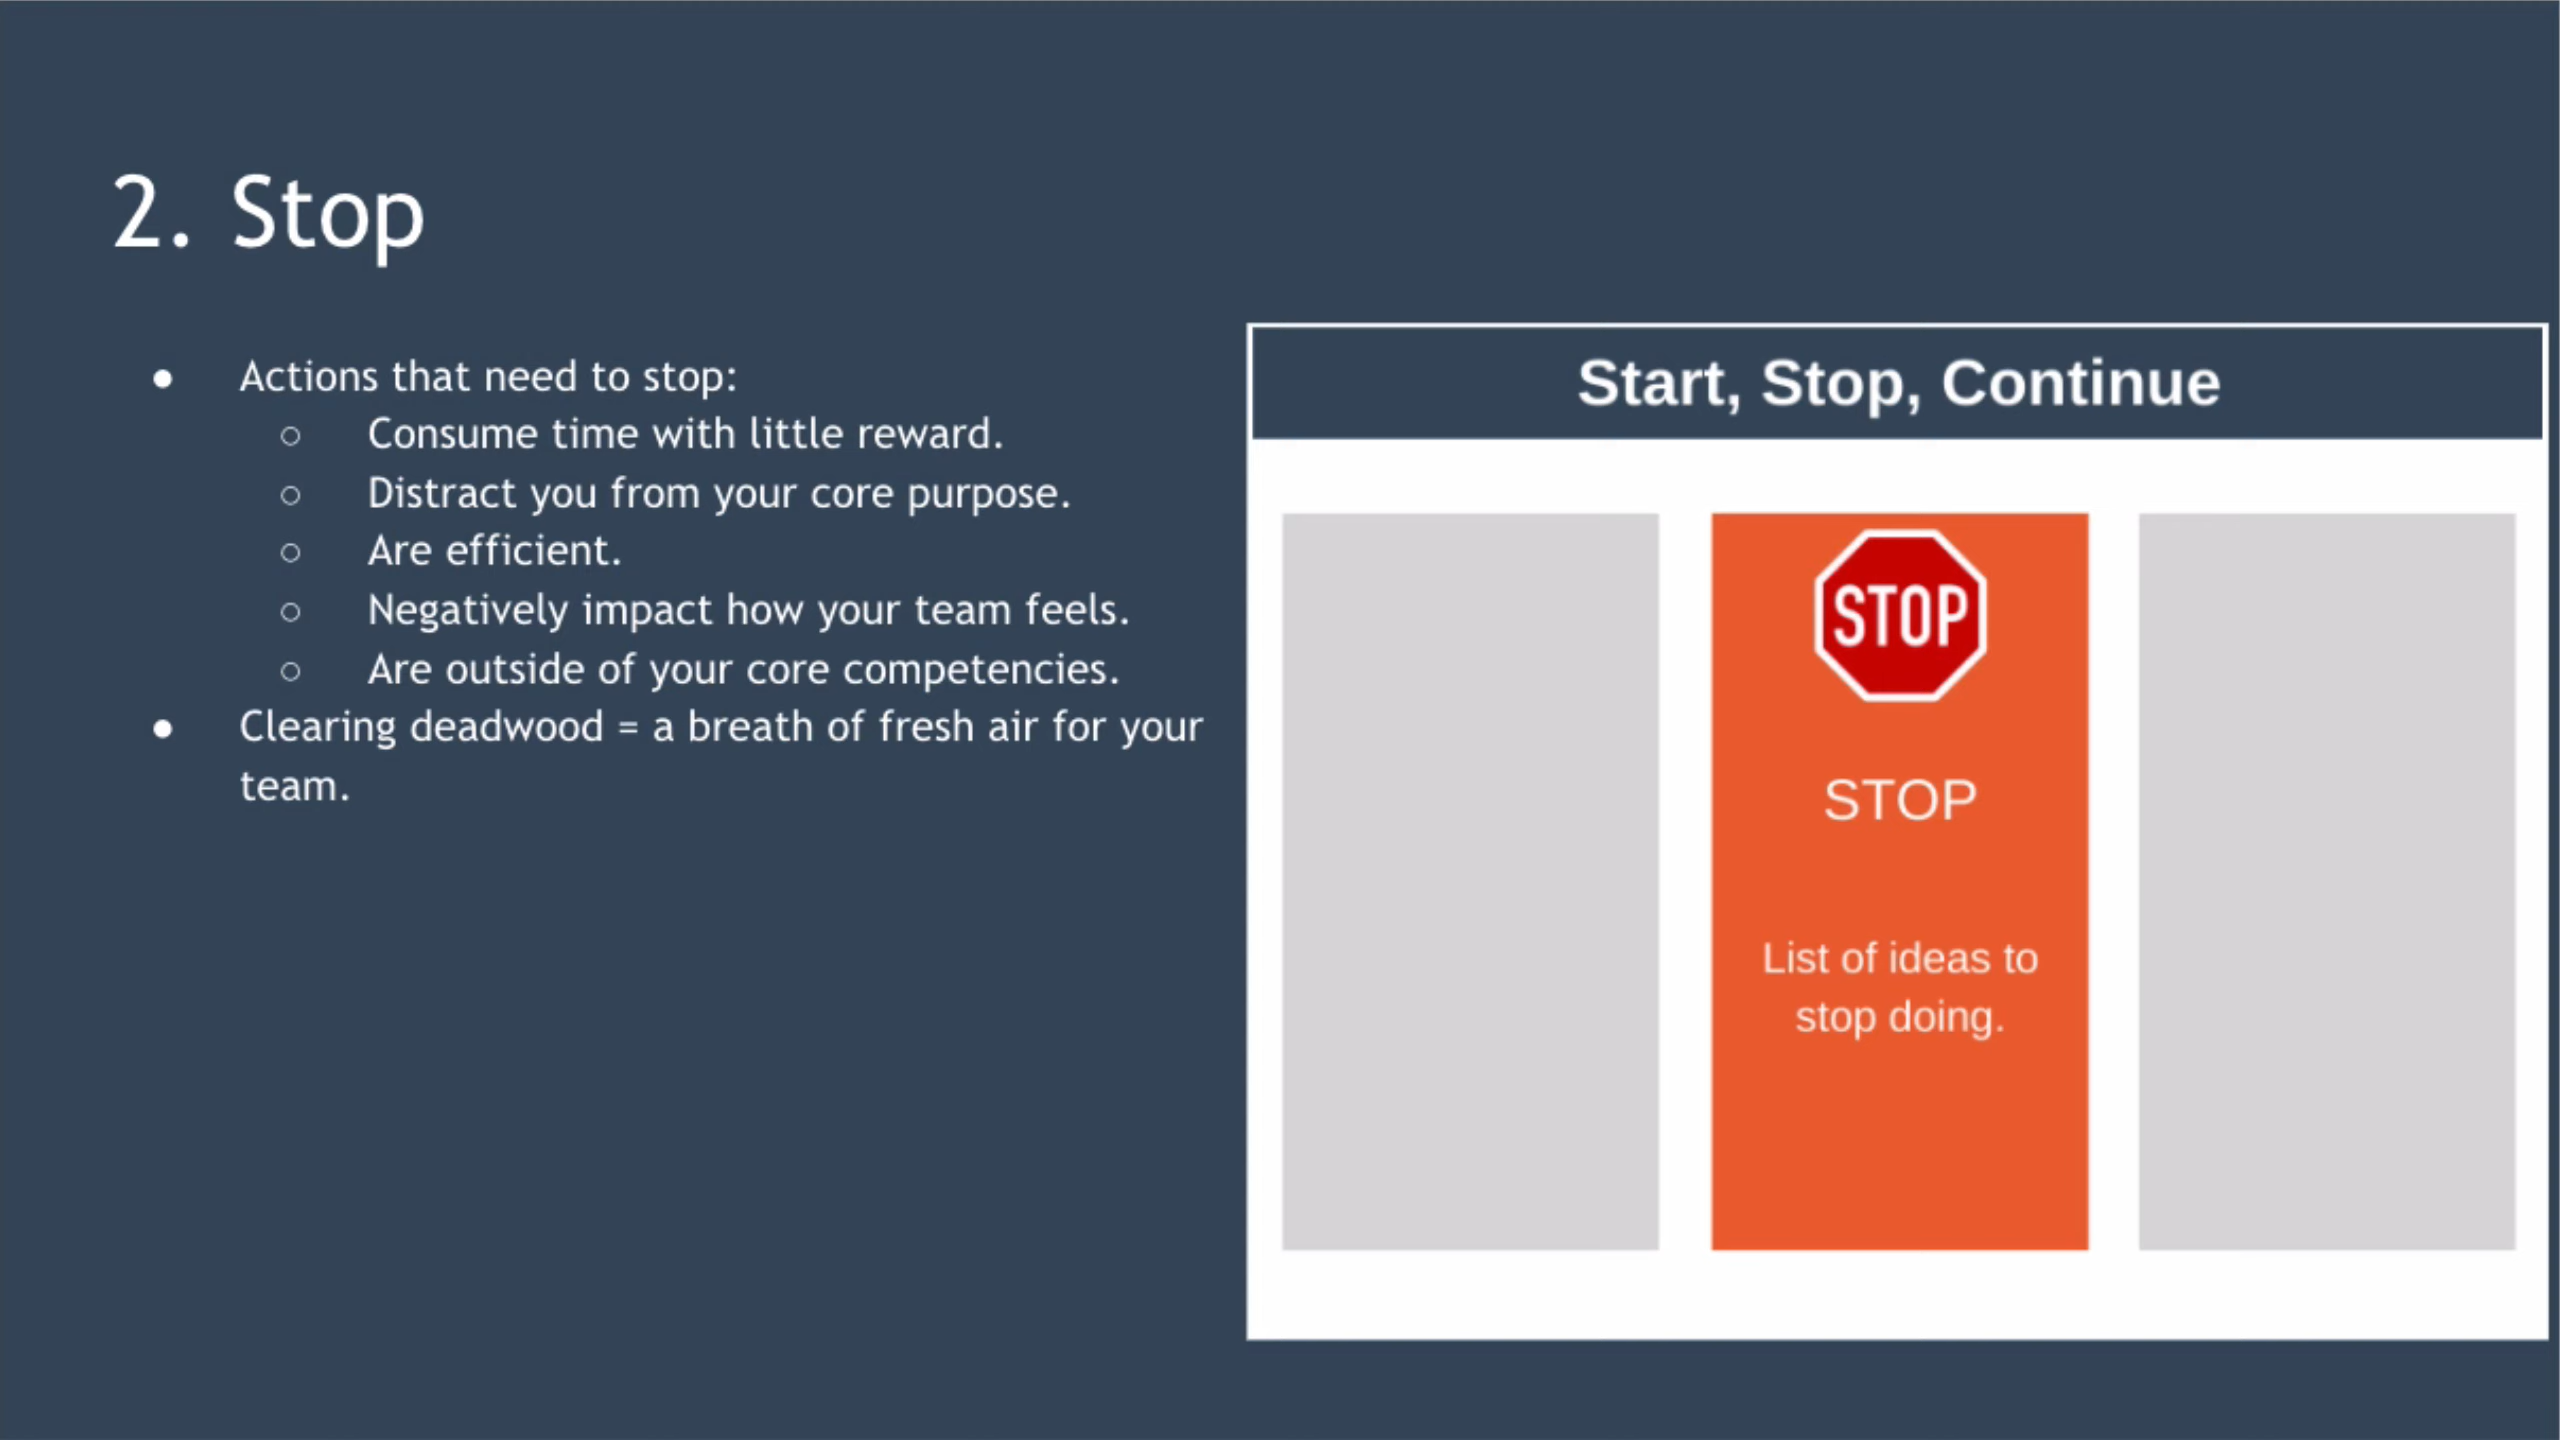 2. Stop
● Actions that need to stop:
○ Consume time with little reward.
○ Distract you from your core purpose.
○ Are efficient.
○ Negatively impact how your team feels.
○ Are outside of your core competencies.
● Clearing deadwood = a breath of fresh air for your
team.
Start, Stop, Continue
STOP
STOP
List of ideas to
stop doing.